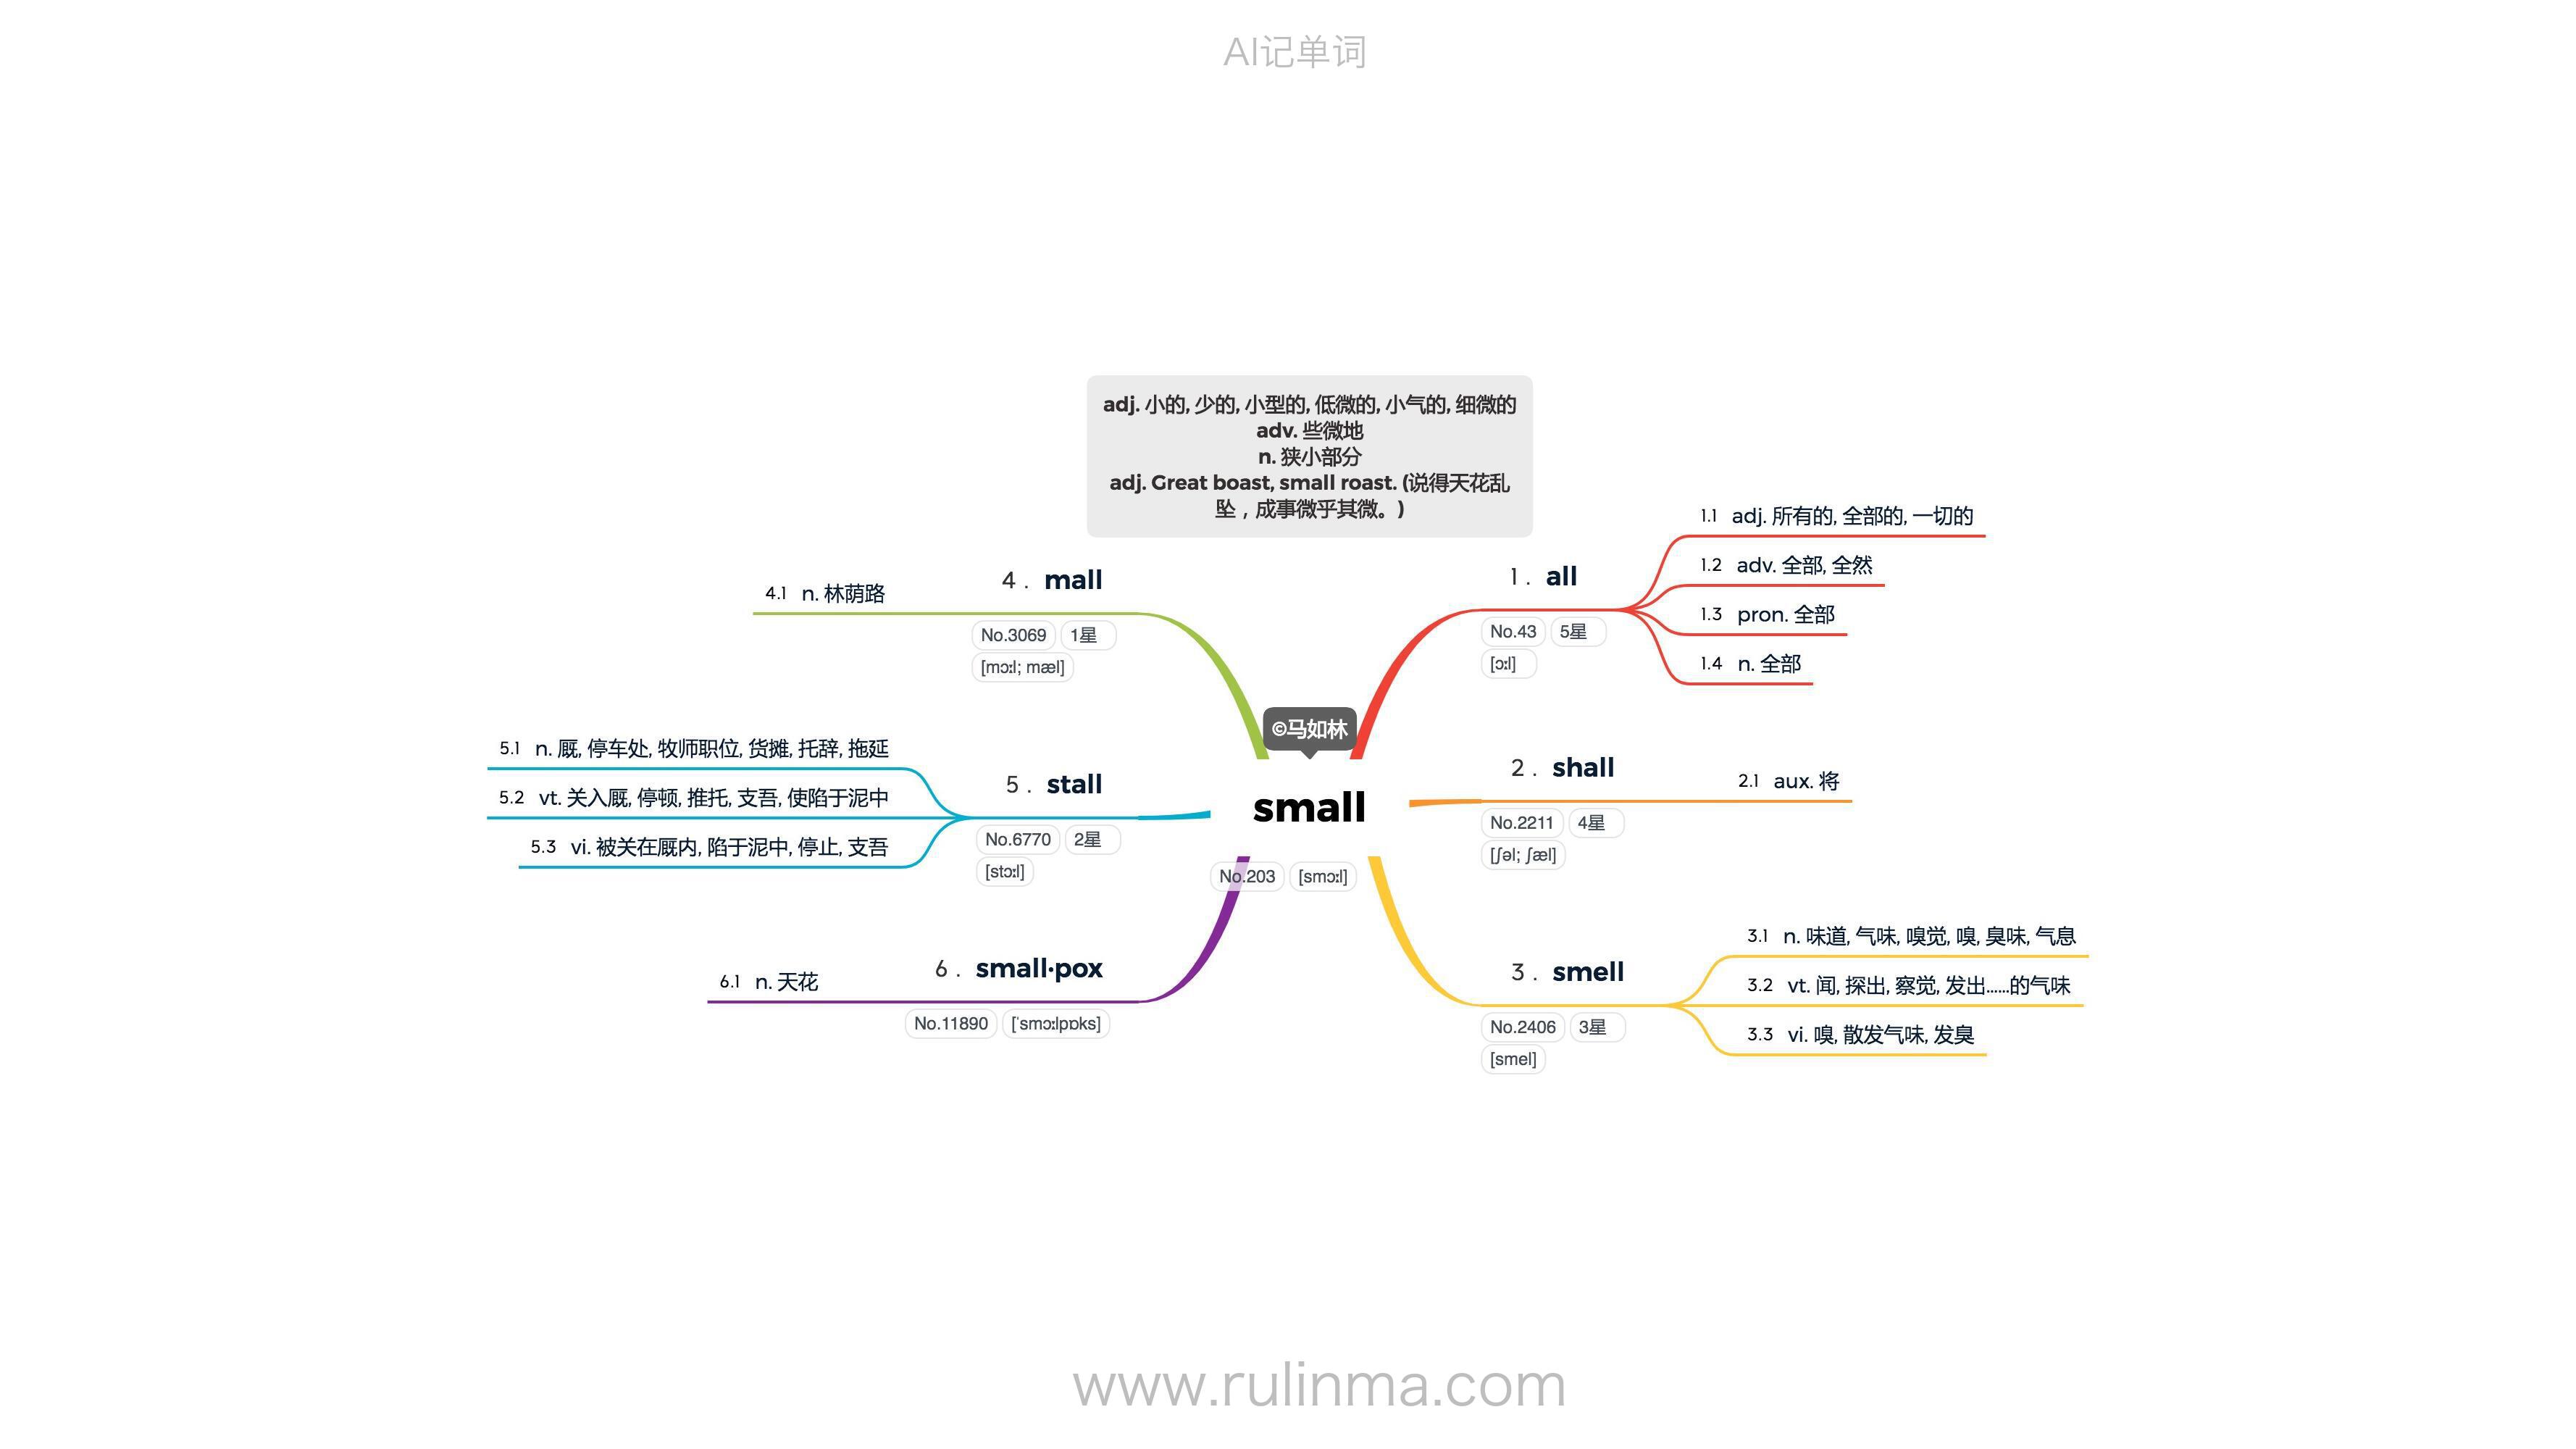 AI记单词
adj. 小的, 少的, 小型的, 低微的, 小气的, 细微的
adv. 些微地
n. 狭小部分
adj. Great boast, small roast. (说得天花乱
坠，成事微乎其微。)
©马如林
small
No.203 [smɔːl]
1 . all
No.43 5星
[ɔːl]
1.1 adj. 所有的, 全部的, 一切的
1.2 adv. 全部, 全然
1.3 pron. 全部
1.4 n. 全部
2 . shall
No.2211 4星
[ʃəl; ʃæl]
2.1 aux. 将
3 . smell
No.2406 3星
[smel]
3.1 n. 味道, 气味, 嗅觉, 嗅, 臭味, 气息
3.2 vt. 闻, 探出, 察觉, 发出......的气味
3.3 vi. 嗅, 散发气味, 发臭
4 . mall
No.3069 1星
[mɔːl; mæl]
4.1 n. 林荫路
5 . stall
No.6770 2星
[stɔːl]
5.1 n. 厩, 停车处, 牧师职位, 货摊, 托辞, 拖延
5.2 vt. 关入厩, 停顿, 推托, 支吾, 使陷于泥中
5.3 vi. 被关在厩内, 陷于泥中, 停止, 支吾
6 . small·pox
No.11890 [ˈsmɔːlpɒks]
6.1 n. 天花
www.rulinma.com